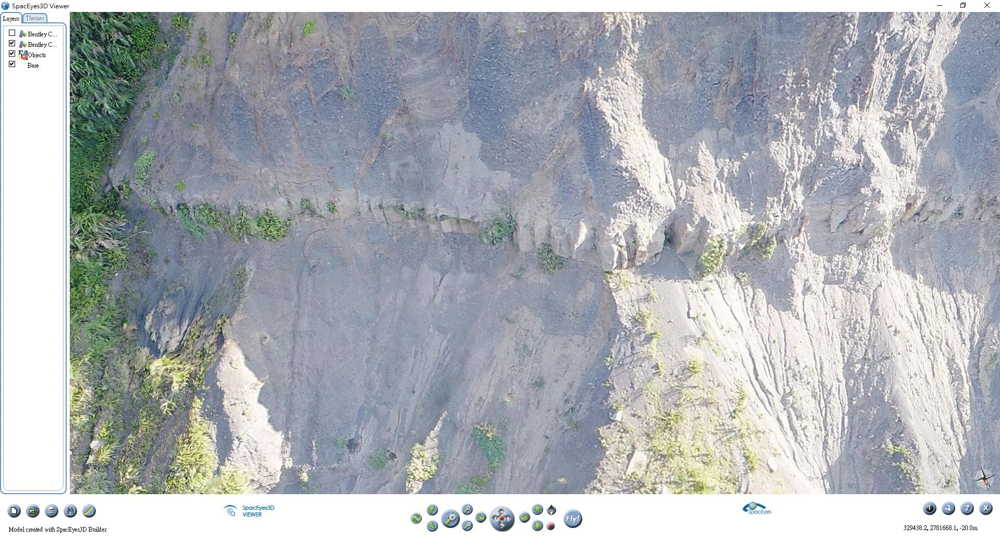 SpacEyes3D Viewer
Layers
Themes
Bentley C...
Bentley C...
Objects
Base
SpacEyes3D
VIEWER
Fly!
SpacEyes
Model created with SpacEyes3D Builder
329438.2, 2781668.1, -20.0m